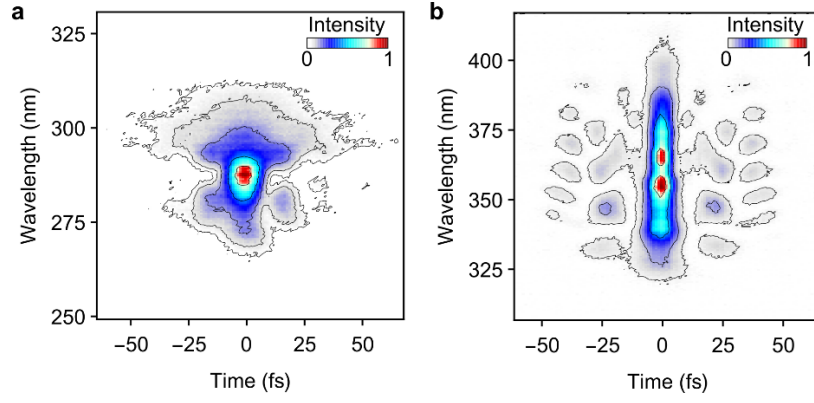 a
Intensity
0 1
Wavelength (nm)
325
300
275
250
−50 −25 0 25 50
Time (fs)
b
Intensity
0 1
Wavelength (nm)
400
375
350
325
−50 −25 0 25 50
Time (fs)